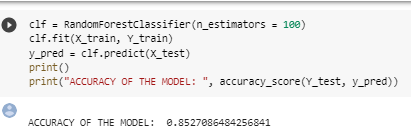 clf = RandomForestClassifier(n_estimators = 100)
clf.fit(X_train, Y_train)
y_pred = clf.predict(X_test)
print()
print("ACCURACY OF THE MODEL: ", accuracy_score(Y_test, y_pred))
ACCURACY OF THE MODEL:  0.8527086484256841